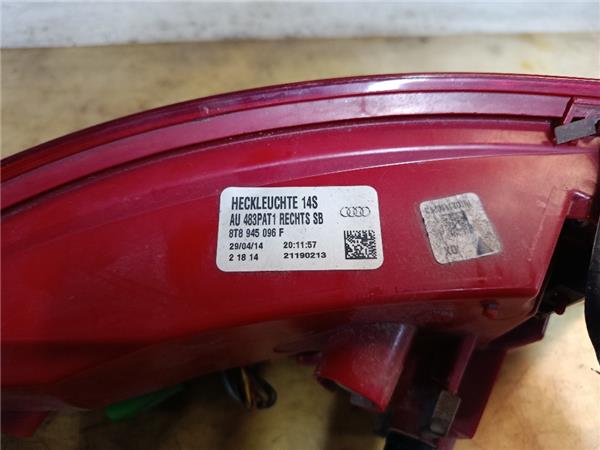 HECKLEUCHTE 14S
AU 483PAT1 RECHTS SB
8T8 945 096 F
29/04/14 20:11:57
2 18 14 21190213